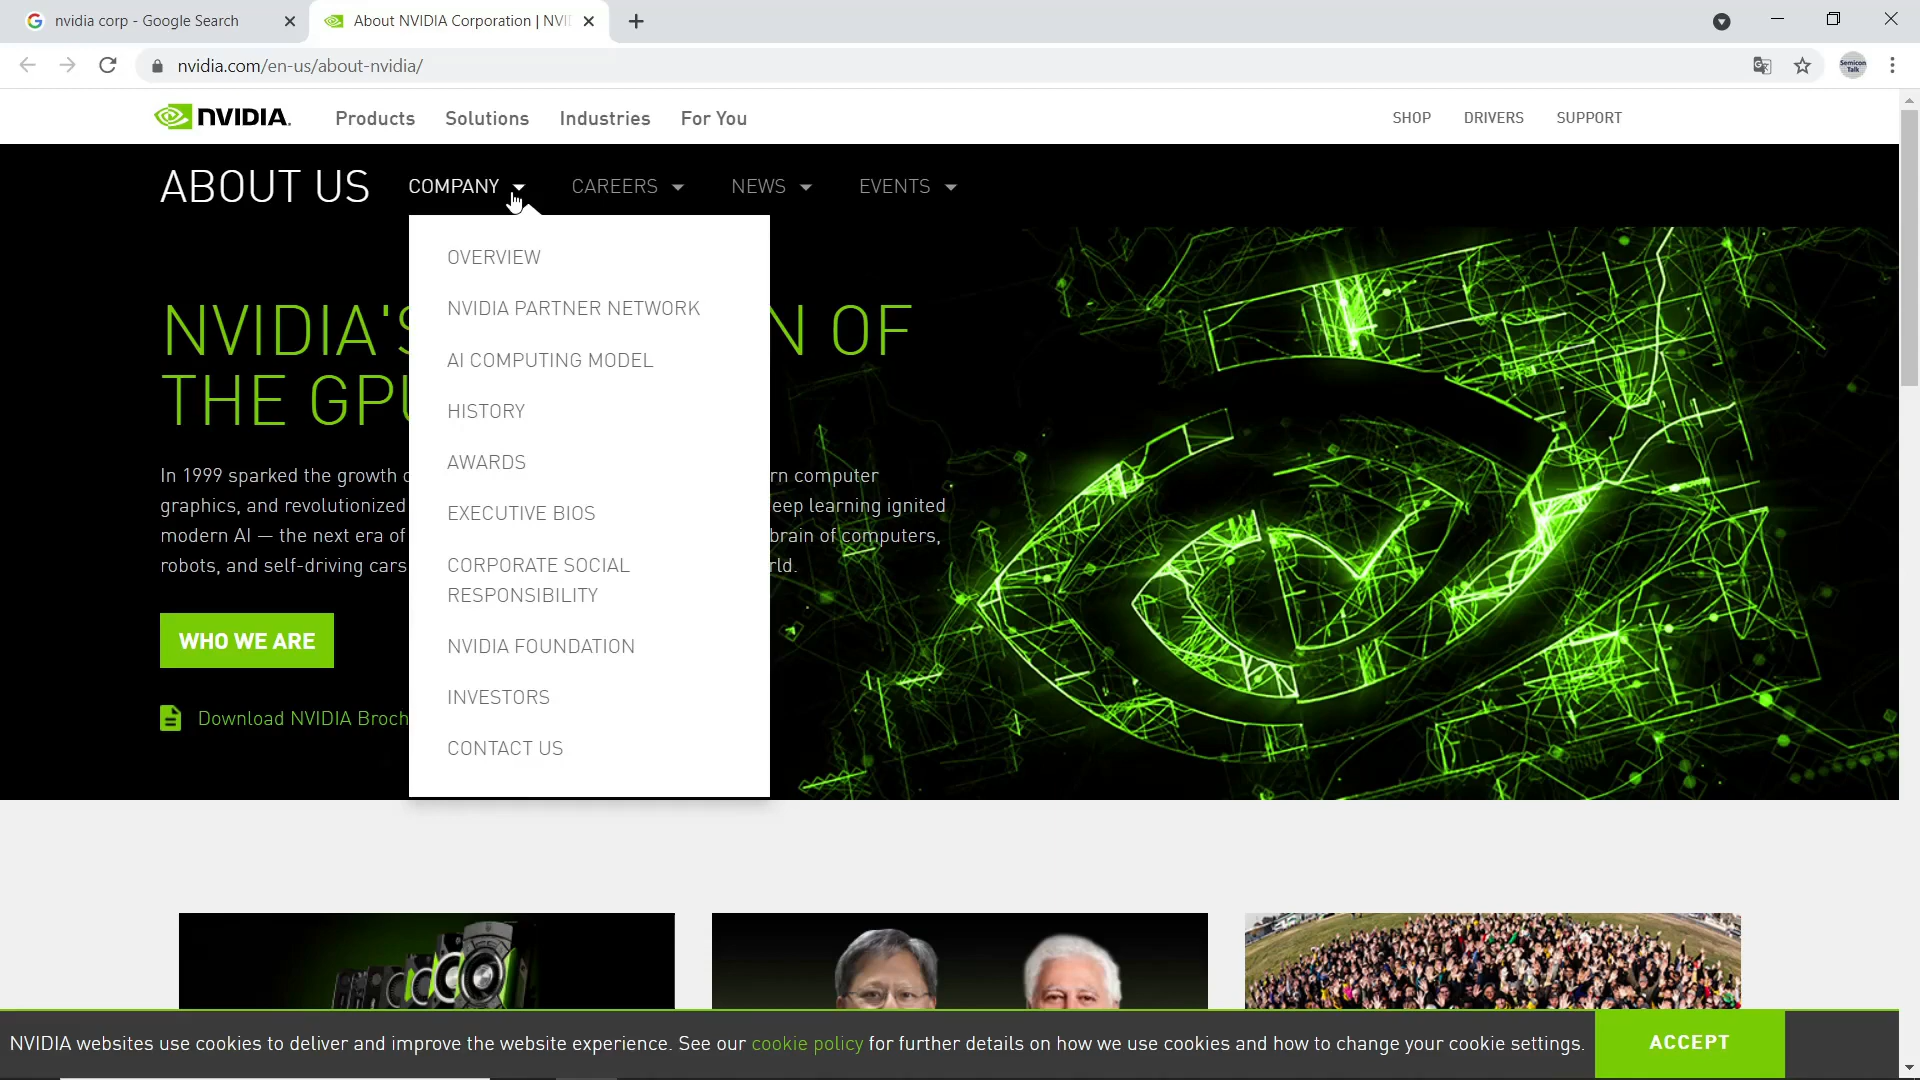 nvidia corp - Google Search
About NVIDIA Corporation | NVI
nvidia.com/en-us/about-nvidia/
Semicon
Talk
NVIDIA.
Products
Solutions
Industries
For You
SHOP
DRIVERS
SUPPORT
ABOUT US
COMPANY
CAREERS
NEWS
EVENTS
OVERVIEW
NVIDIA PARTNER NETWORK
AI COMPUTING MODEL
HISTORY
AWARDS
EXECUTIVE BIOS
CORPORATE SOCIAL
RESPONSIBILITY
NVIDIA FOUNDATION
INVESTORS
CONTACT US
NVIDIA'S N OF
THE GPU
In 1999 sparked the growth rn computer
graphics, and revolutionized eep learning ignited
modern AI — the next era of brain of computers,
robots, and self-driving cars rld.
WHO WE ARE
Download NVIDIA Broch
NVIDIA websites use cookies to deliver and improve the website experience. See our cookie policy for further details on how we use cookies and how to change your cookie settings.
ACCEPT